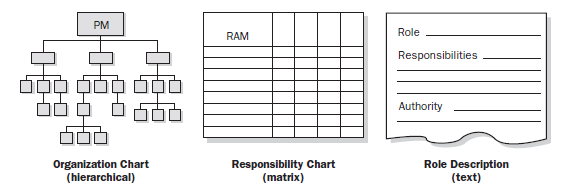 PM
RAM
Role
Responsibilities
Authority
Organization Chart
(hierarchical)
Responsibility Chart
(matrix)
Role Description
(text)